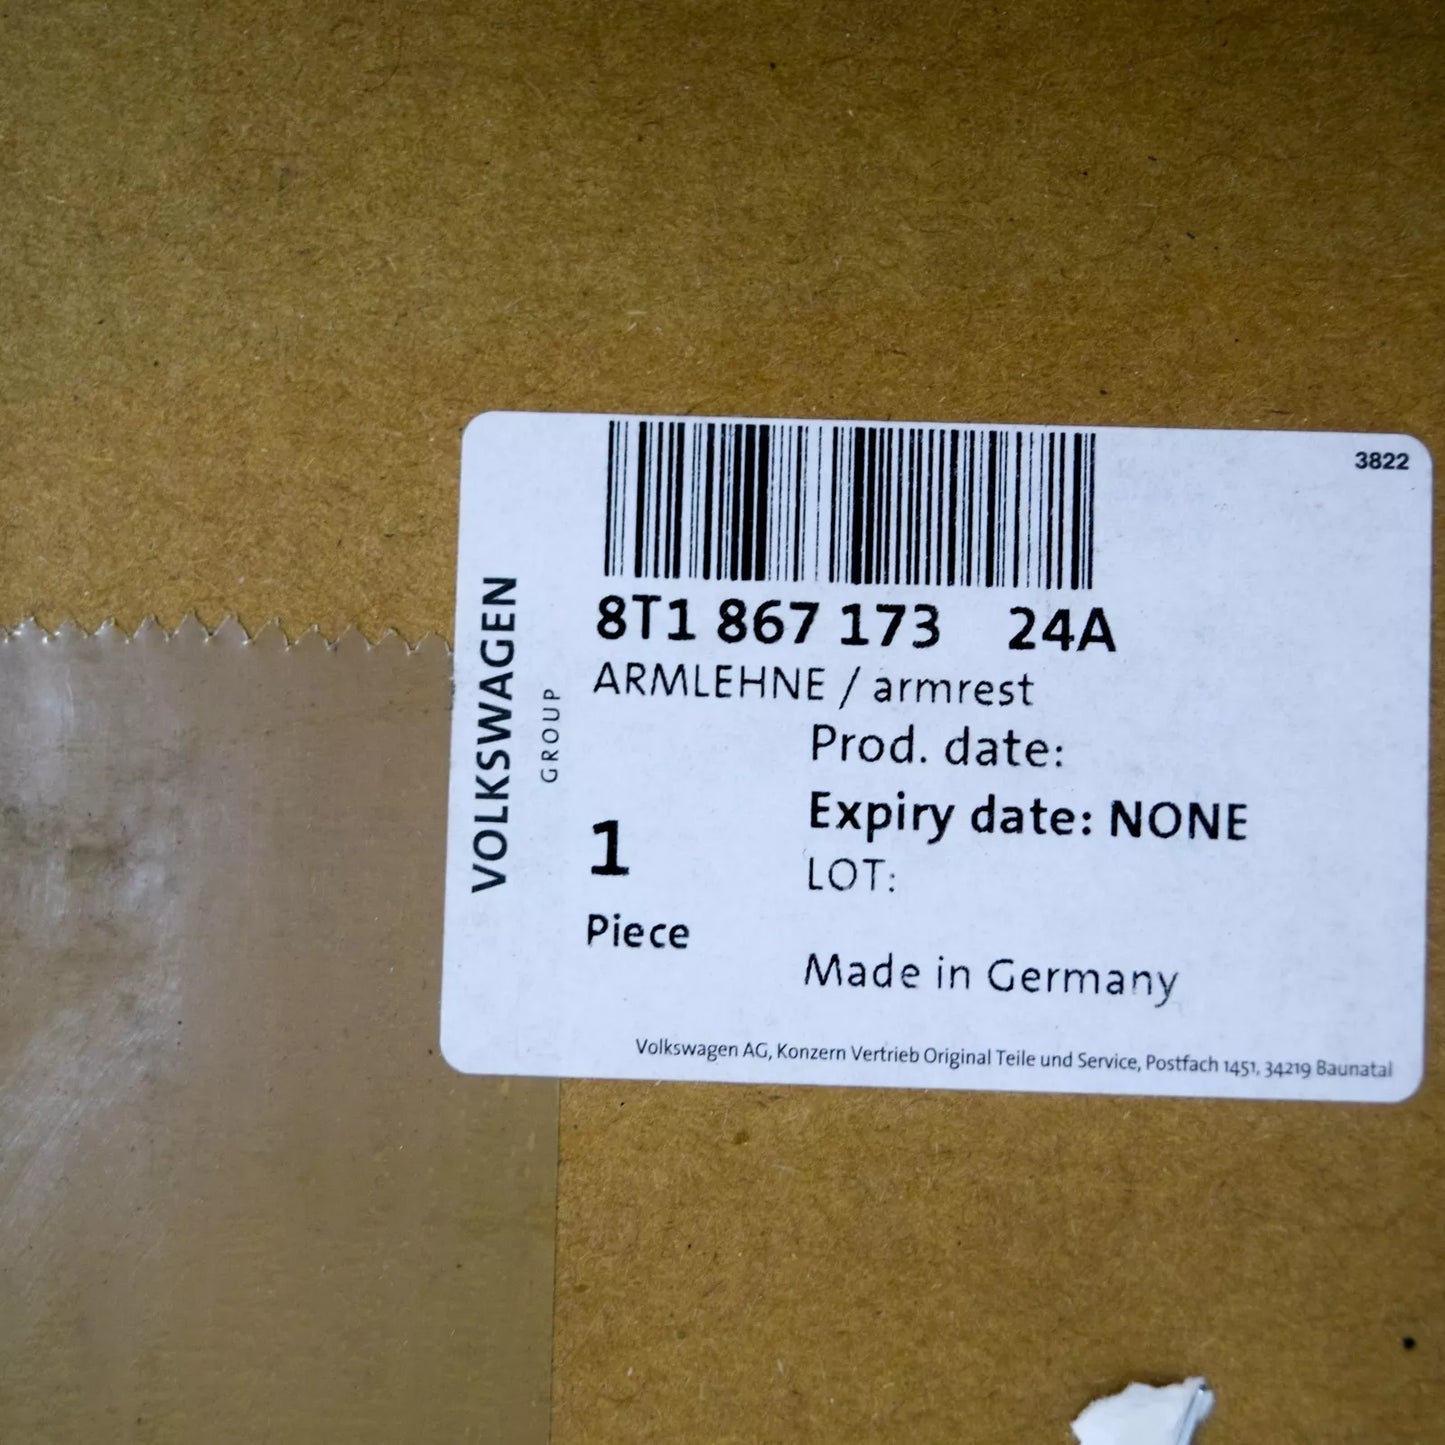 3822
8T1 867 173 24A
ARMLEHNE / armrest
Prod. date:
Expiry date: NONE
LOT:
1
Piece
Made in Germany
Volkswagen AG, Konzern Vertrieb Original Teile und Service, Postfach 1451, 34219 Baunatal
VOLKSWAGEN
GROUP